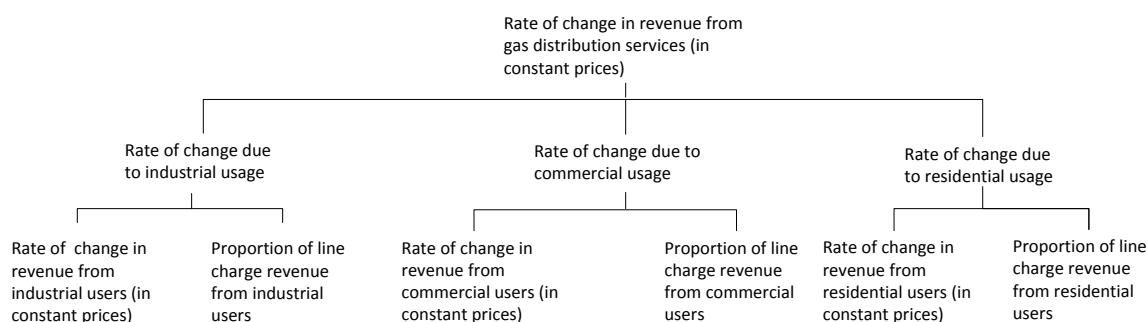 Rate of change in revenue from
gas distribution services (in
constant prices)
Rate of change due
to industrial usage
Rate of change due to
commercial usage
Rate of change due
to residential usage
Rate of  change in
revenue from
industrial users (in
constant prices)
Proportion of line
charge revenue
from industrial
users
Rate of change in
revenue from
commercial users (in
constant prices)
Proportion of line
charge revenue
from commercial
users
Rate of change in
revenue from
residential users (in
constant prices)
Proportion of line
charge revenue
from residential
users